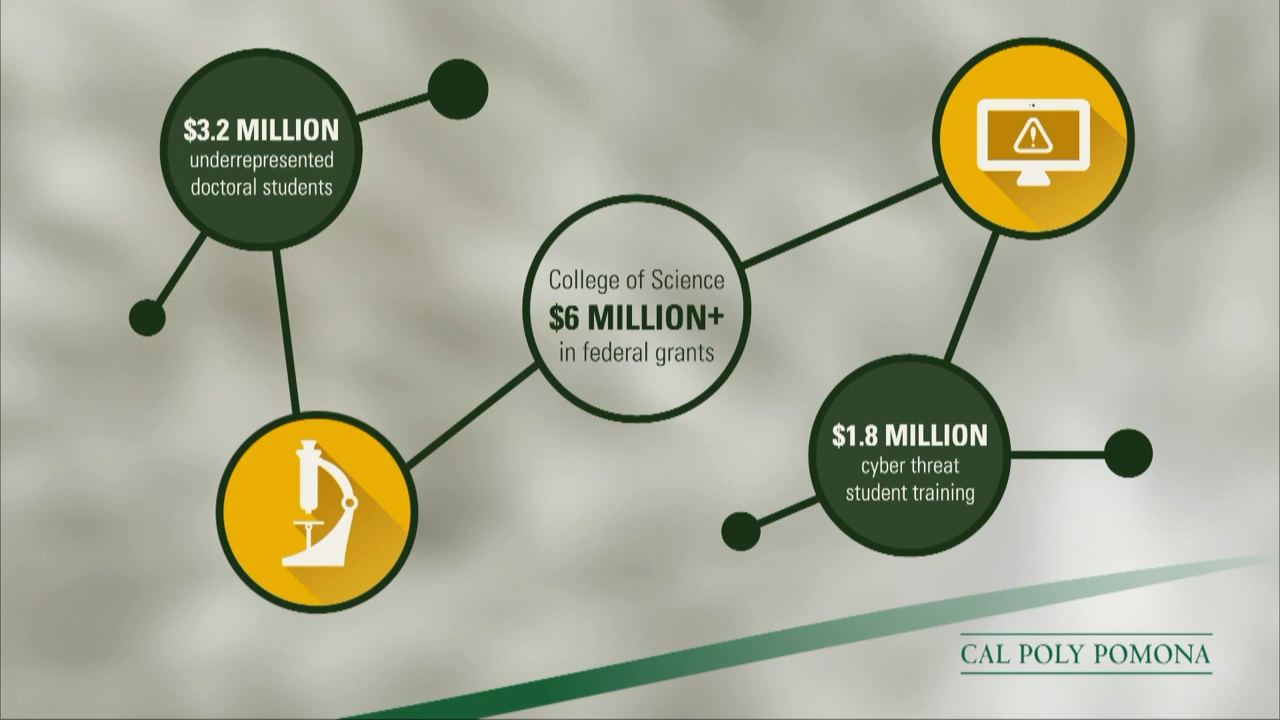 $3.2 MILLION
underrepresented
doctoral students
College of Science
$6 MILLION+
in federal grants
$1.8 MILLION
cyber threat
student training
CAL POLY POMONA